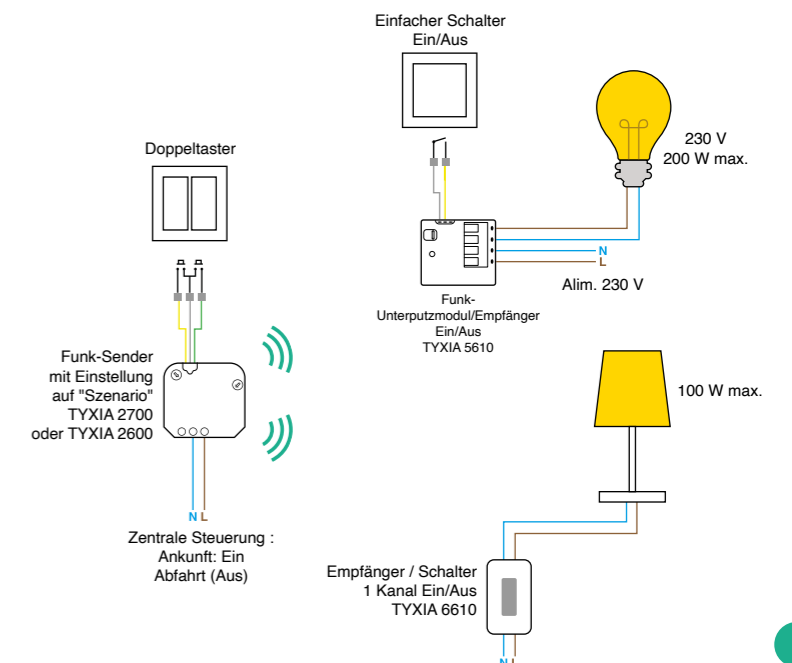 Einfacher Schalter
Ein/Aus
230 V
200 W max.
Doppeltaster
N
L
Alim. 230 V
Funk-
Unterputzmodul/Empfänger
Ein/Aus
TYXIA 5610
Funk-Sender
mit Einstellung
auf "Szenario"
TYXIA 2700
oder TYXIA 2600
100 W max.
N L
Zentrale Steuerung :
Ankunft: Ein
Abfahrt (Aus)
Empfänger / Schalter
1 Kanal Ein/Aus
TYXIA 6610
N L